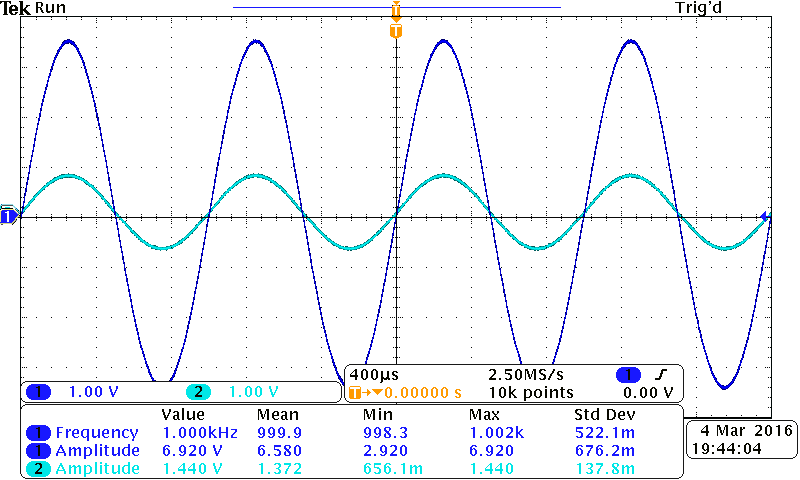 Tek Run Trig'd
T
T
1
1 1.00 V 2 1.00 V
400µs 2.50MS/s 1
T→▼0.00000 s 10k points 0.00 V
Value Mean Min Max Std Dev
1 Frequency 1.000kHz 999.9 998.3 1.002k 522.1m
1 Amplitude 6.920 V 6.580 2.920 6.920 676.2m
2 Amplitude 1.440 V 1.372 656.1m 1.440 137.8m
4 Mar 2016
19:44:04